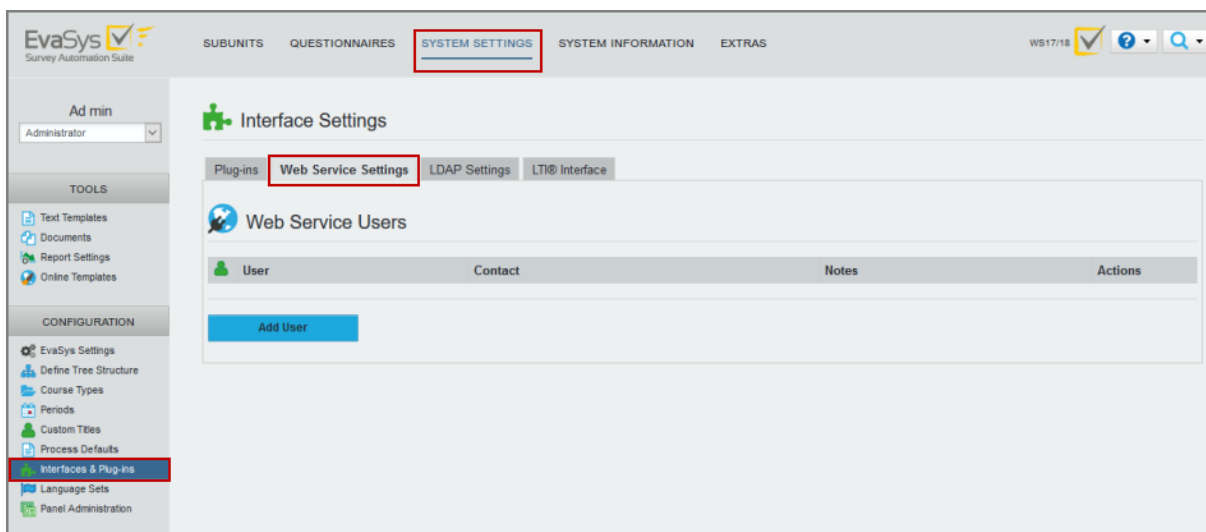 EvaSys
Survey Automation Suite
SUBUNITS QUESTIONNAIRES SYSTEM SETTINGS SYSTEM INFORMATION EXTRAS
WS17/18
Ad min
Administrator
TOOLS
Text Templates
Documents
Report Settings
Online Templates
CONFIGURATION
EvaSys Settings
Define Tree Structure
Course Types
Periods
Custom Titles
Process Defaults
Interfaces & Plug-ins
Language Sets
Panel Administration
Interface Settings
Plug-ins Web Service Settings LDAP Settings LTI® Interface
Web Service Users
User Contact Notes Actions
Add User